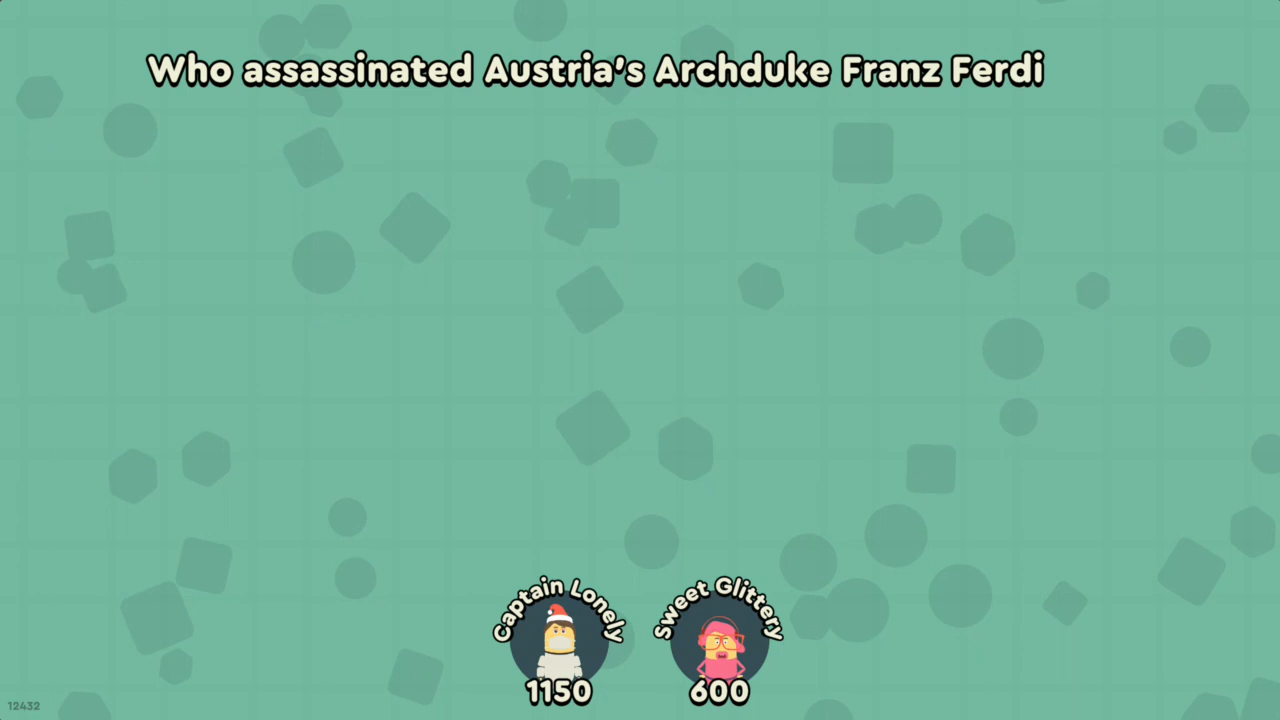 Who assassinated Austria's Archduke Franz Ferdi
Captain Lonely
1150
Sweet Glittery
600
12432